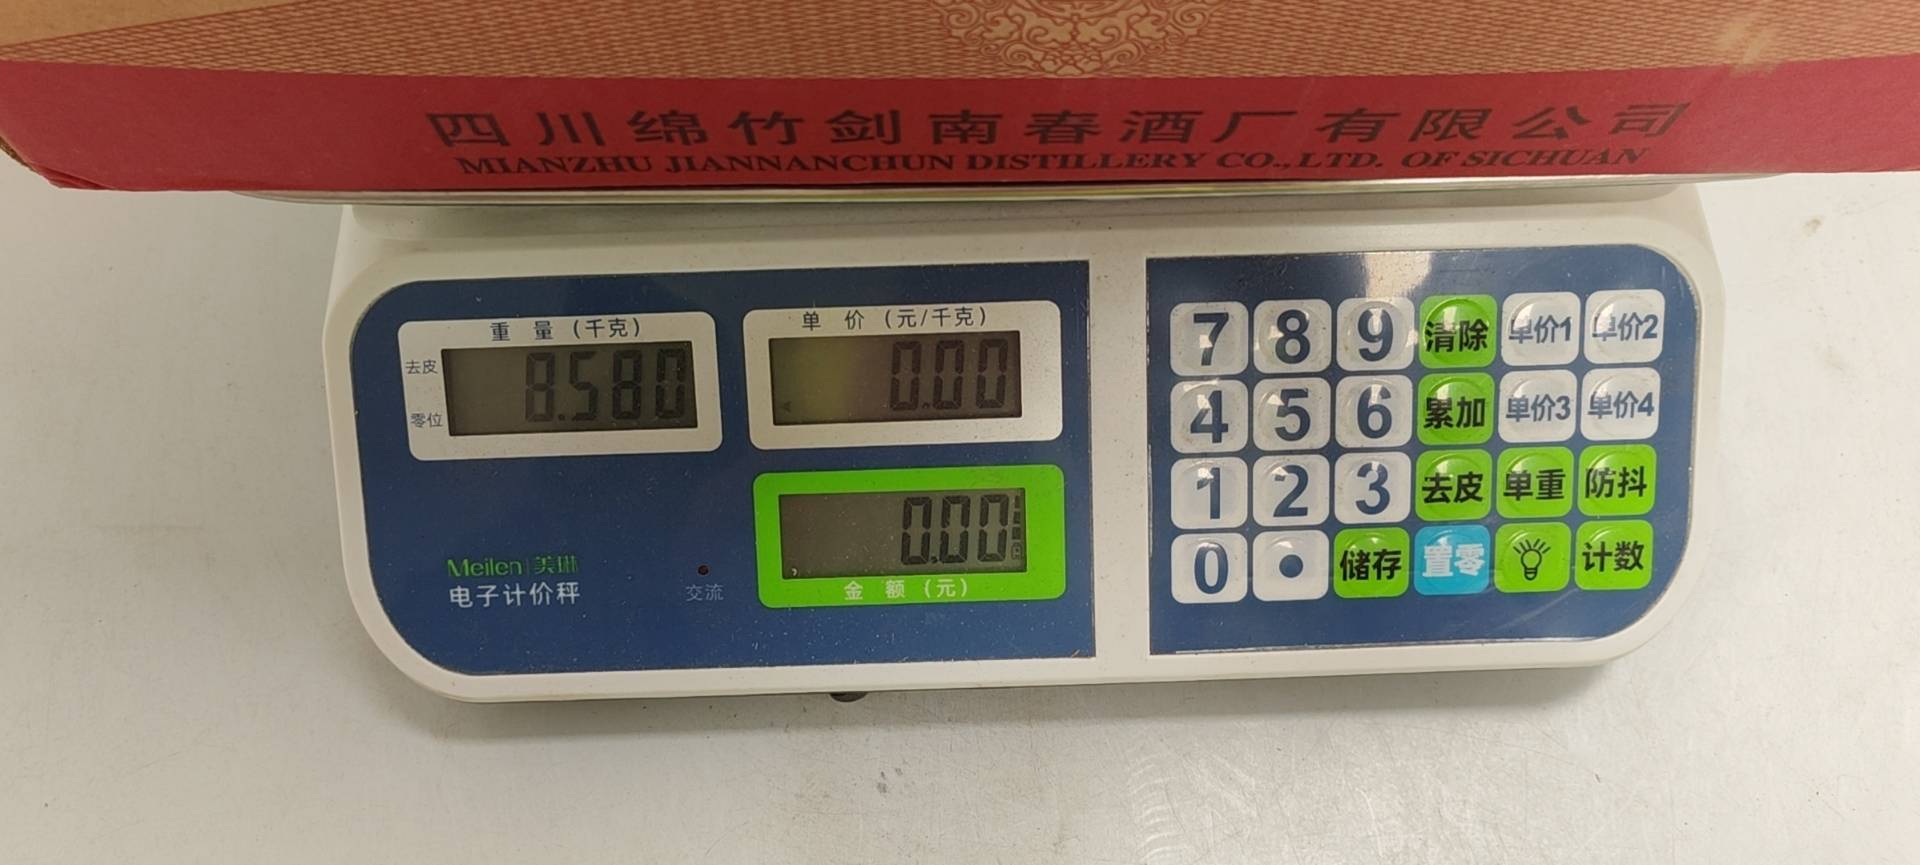 四川绵竹剑南春酒厂有限公司
MIANZHU JIANNANCHUN DISTILLERY CO.,LTD. OF SICHUAN
重 量 (千克)
去皮
零位
8.580
单 价 (元/千克)
0.00
0.00
金 额 (元)
Meilen|美琳
电子计价秤
交流
7 8 9 清除 单价1 单价2
4 5 6 累加 单价3 单价4
1 2 3 去皮 单重 防抖
0 • 储存 置零 计数